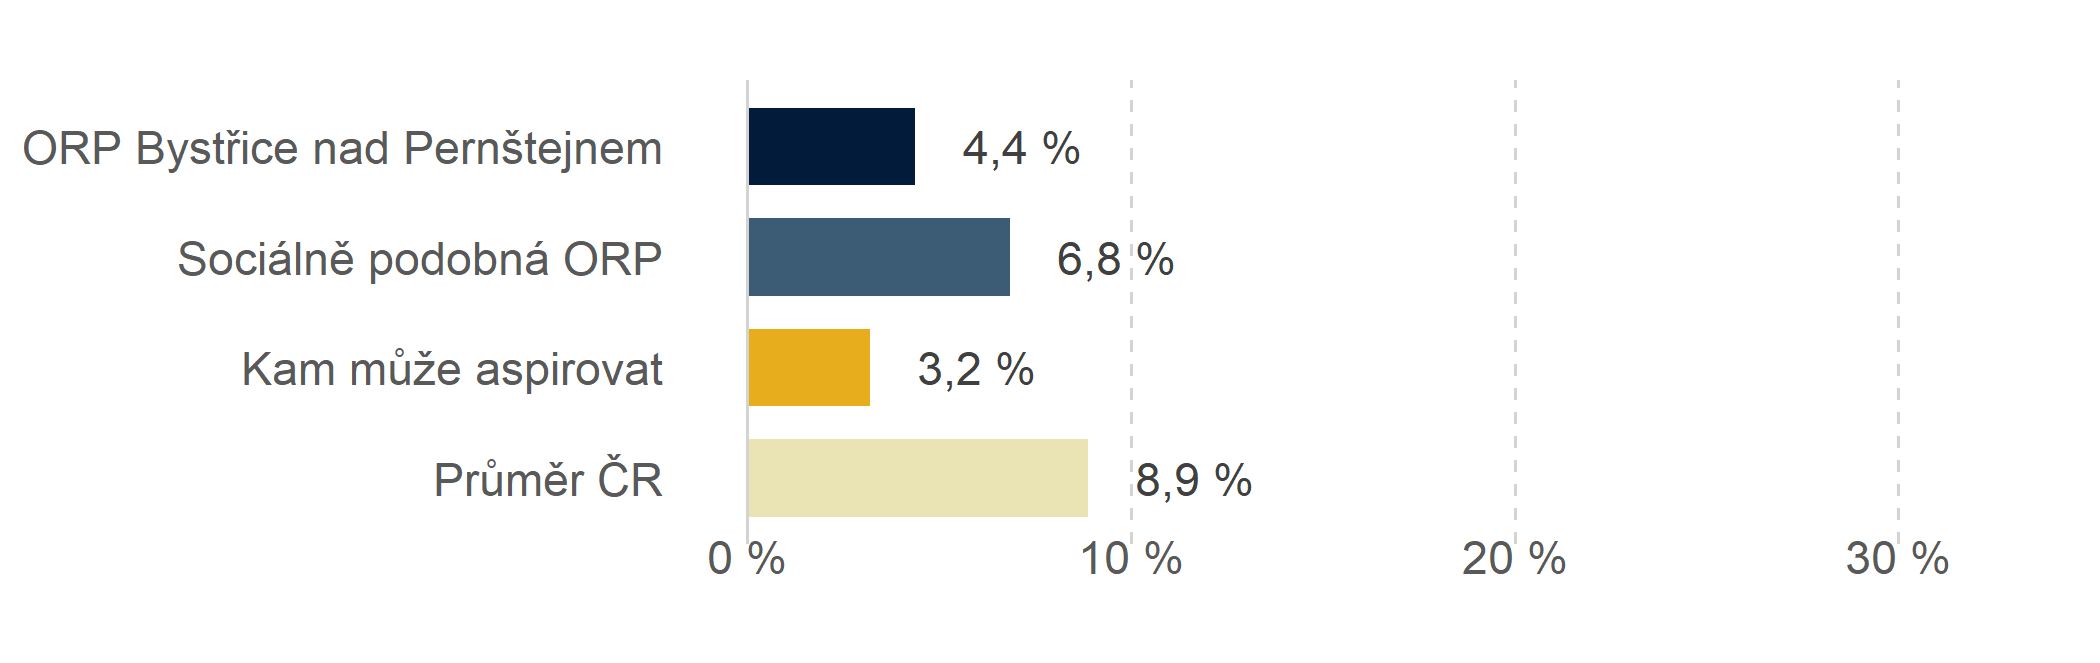 ORP Bystřice nad Pernštejnem 4,4 %
Sociálně podobná ORP 6,8 %
Kam může aspirovat 3,2 %
Průměr ČR 8,9 %
0 % 10 % 20 % 30 %